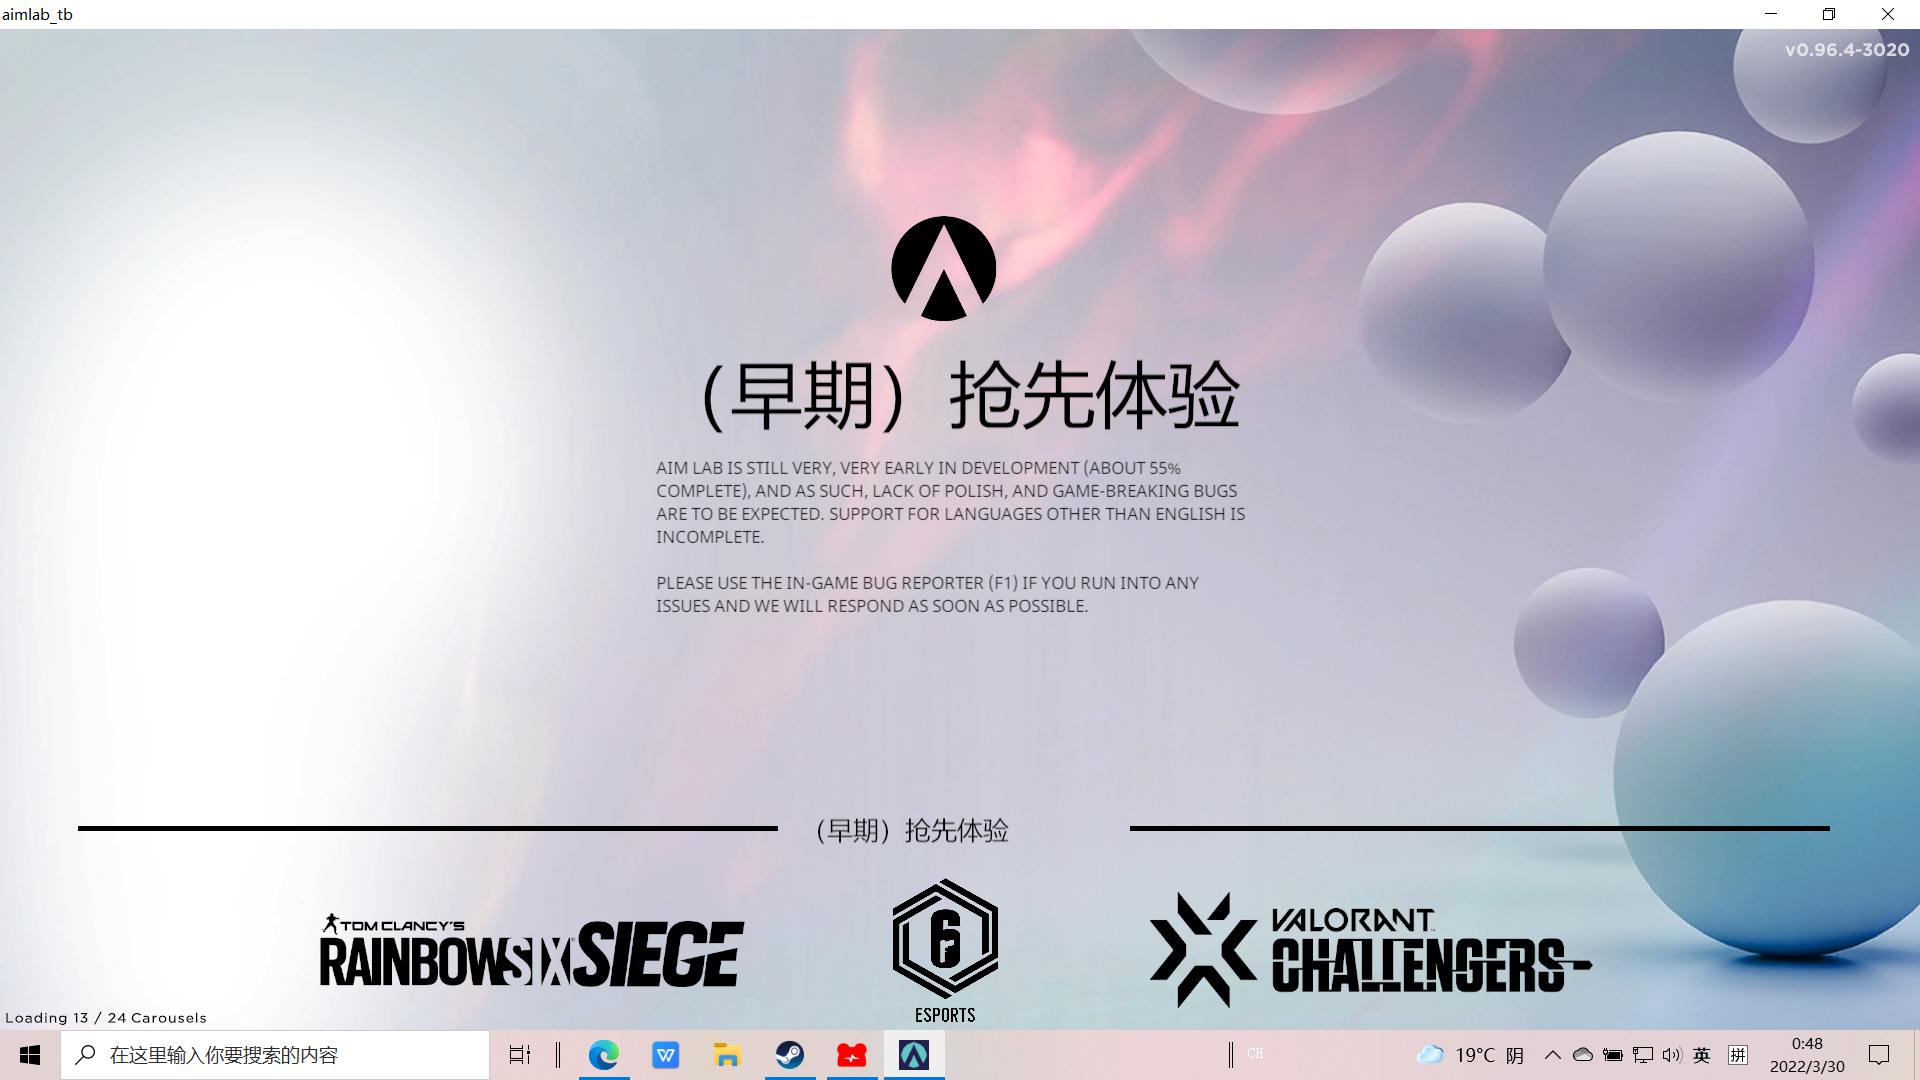 aimlab_tb
v0.96.4-3020
（早期）抢先体验
AIM LAB IS STILL VERY, VERY EARLY IN DEVELOPMENT (ABOUT 55%
COMPLETE), AND AS SUCH, LACK OF POLISH, AND GAME-BREAKING BUGS
ARE TO BE EXPECTED. SUPPORT FOR LANGUAGES OTHER THAN ENGLISH IS
INCOMPLETE.
PLEASE USE THE IN-GAME BUG REPORTER (F1) IF YOU RUN INTO ANY
ISSUES AND WE WILL RESPOND AS SOON AS POSSIBLE.
（早期）抢先体验
TOM CLANCY'S
RAINBOWSIX SIEGE
6
ESPORTS
VALORANT
CHALLENGERS
Loading 13 / 24 Carousels
在这里输入你要搜索的内容
CH
19°C 阴
英
拼
0:48
2022/3/30